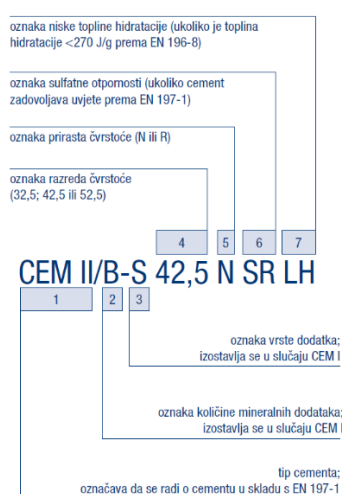 oznaka niske topline hidratacije (ukoliko je toplina
hidratacije <270 J/g prema EN 196-8)
oznaka sulfatne otpornosti (ukoliko cement
zadovoljava uvjete prema EN 197-1)
oznaka prirasta čvrstoće (N ili R)
oznaka razreda čvrstoće
(32,5; 42,5 ili 52,5)
4 5 6 7
CEM II/B-S 42,5 N SR LH
1 2 3
oznaka vrste dodatka;
izostavlja se u slučaju CEM I
oznaka količine mineralnih dodataka;
izostavlja se u slučaju CEM I
tip cementa;
označava da se radi o cementu u skladu s EN 197-1